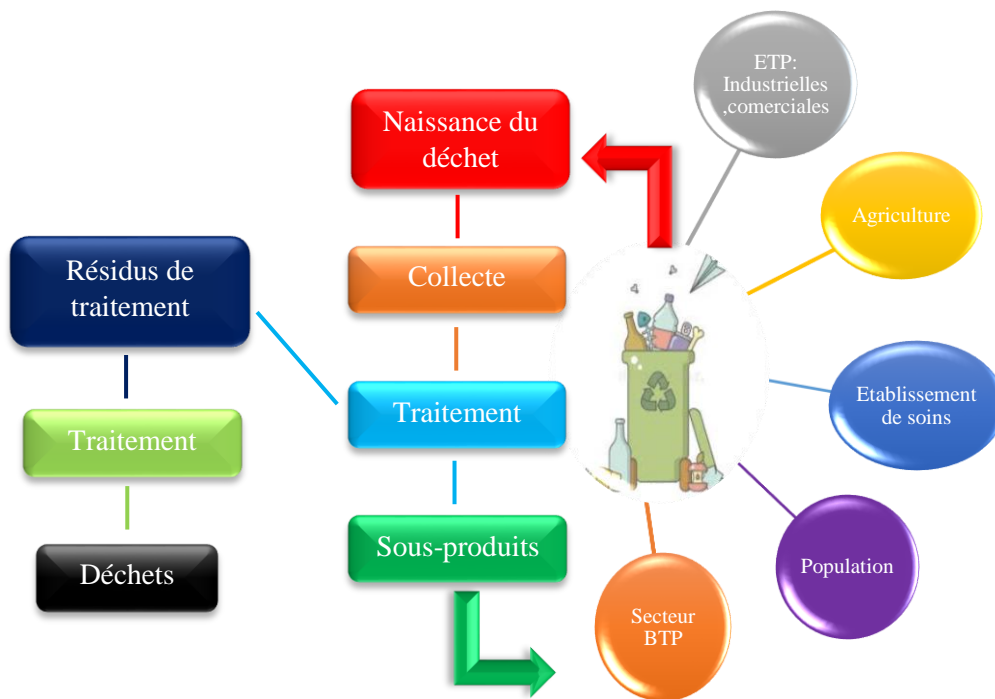 ETP:
Industrielles
,comerciales
Naissance du
déchet
Agriculture
Résidus de
traitement
Collecte
Etablissement
de soins
Traitement
Traitement
Sous-produits
Population
Déchets
Secteur
BTP